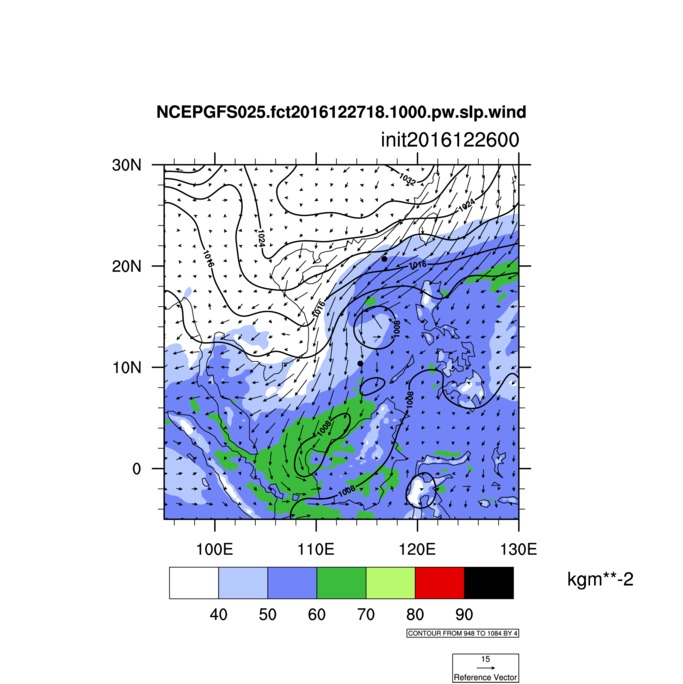 NCEPGFS025.fct2016122718.1000.pw.slp.wind
init2016122600
30N
20N
10N
0
1032
1024
1024
1016
1016
1016
1008
1008
1008
1008
100E 110E 120E 130E
40 50 60 70 80 90
kgm**-2
CONTOUR FROM 948 TO 1084 BY 4
15
Reference Vector